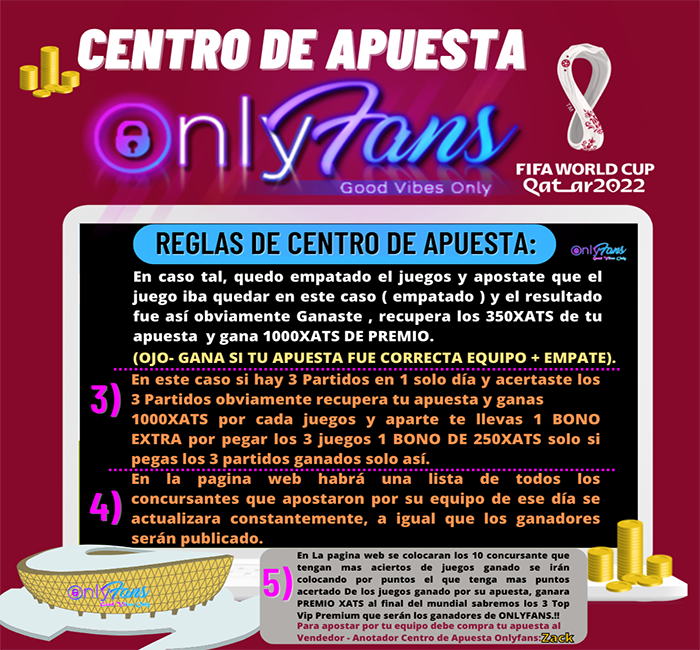 CENTRO DE APUESTA
OnlyFans
Good Vibes Only
TM
FIFA WORLD CUP
Qatar2022
REGLAS DE CENTRO DE APUESTA:
OnlyFans
Good Vibes Only
En caso tal, quedo empatado el juegos y apostate que el
juego iba quedar en este caso ( empatado ) y el resultado
fue así obviamente Ganaste , recupera los 350XATS de tu
apuesta y gana 1000XATS DE PREMIO.
(OJO- GANA SI TU APUESTA FUE CORRECTA EQUIPO + EMPATE).
3)
En este caso si hay 3 Partidos en 1 solo día y acertaste los
3 Partidos obviamente recupera tu apuesta y ganas
1000XATS por cada juegos y aparte te llevas 1 BONO
EXTRA por pegar los 3 juegos 1 BONO DE 250XATS solo si
pegas los 3 partidos ganados solo así.
4)
En la pagina web habrá una lista de todos los
concursantes que apostaron por su equipo de ese día se
actualizara constantemente, a igual que los ganadores
serán publicado.
OnlyFans
Good Vibes Only
5)
En La pagina web se colocaran los 10 concursante que
tengan mas aciertos de juegos ganado se irán
colocando por puntos el que tenga mas puntos
acertado De los juegos ganado por su apuesta, ganara
PREMIO XATS al final del mundial sabremos los 3 Top
Vip Premium que serán los ganadores de ONLYFANS.!!
Para apostar por tu equipo debe compra tu apuesta al
Vendedor - Anotador Centro de Apuesta Onlyfans:Zack